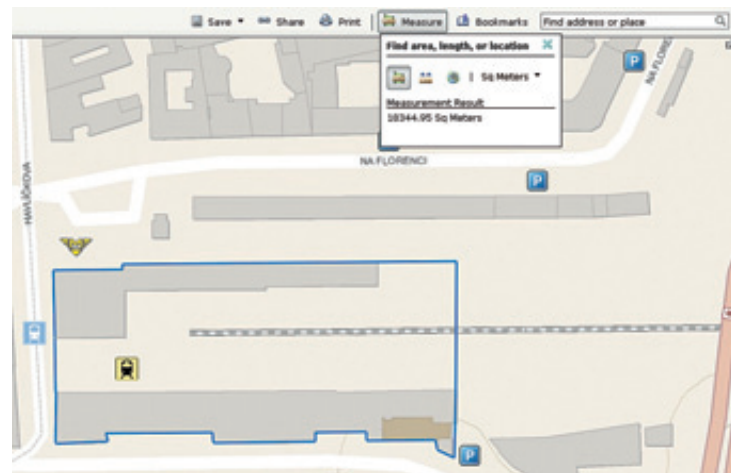 Save Share Print Measure Bookmarks Find address or place
Find area, length, or location
Sq Meters
Measurement Result
18344.95 Sq Meters
NA FLORENCI
P
NA FLORENCI
P
HAVLÍČKOVA
P